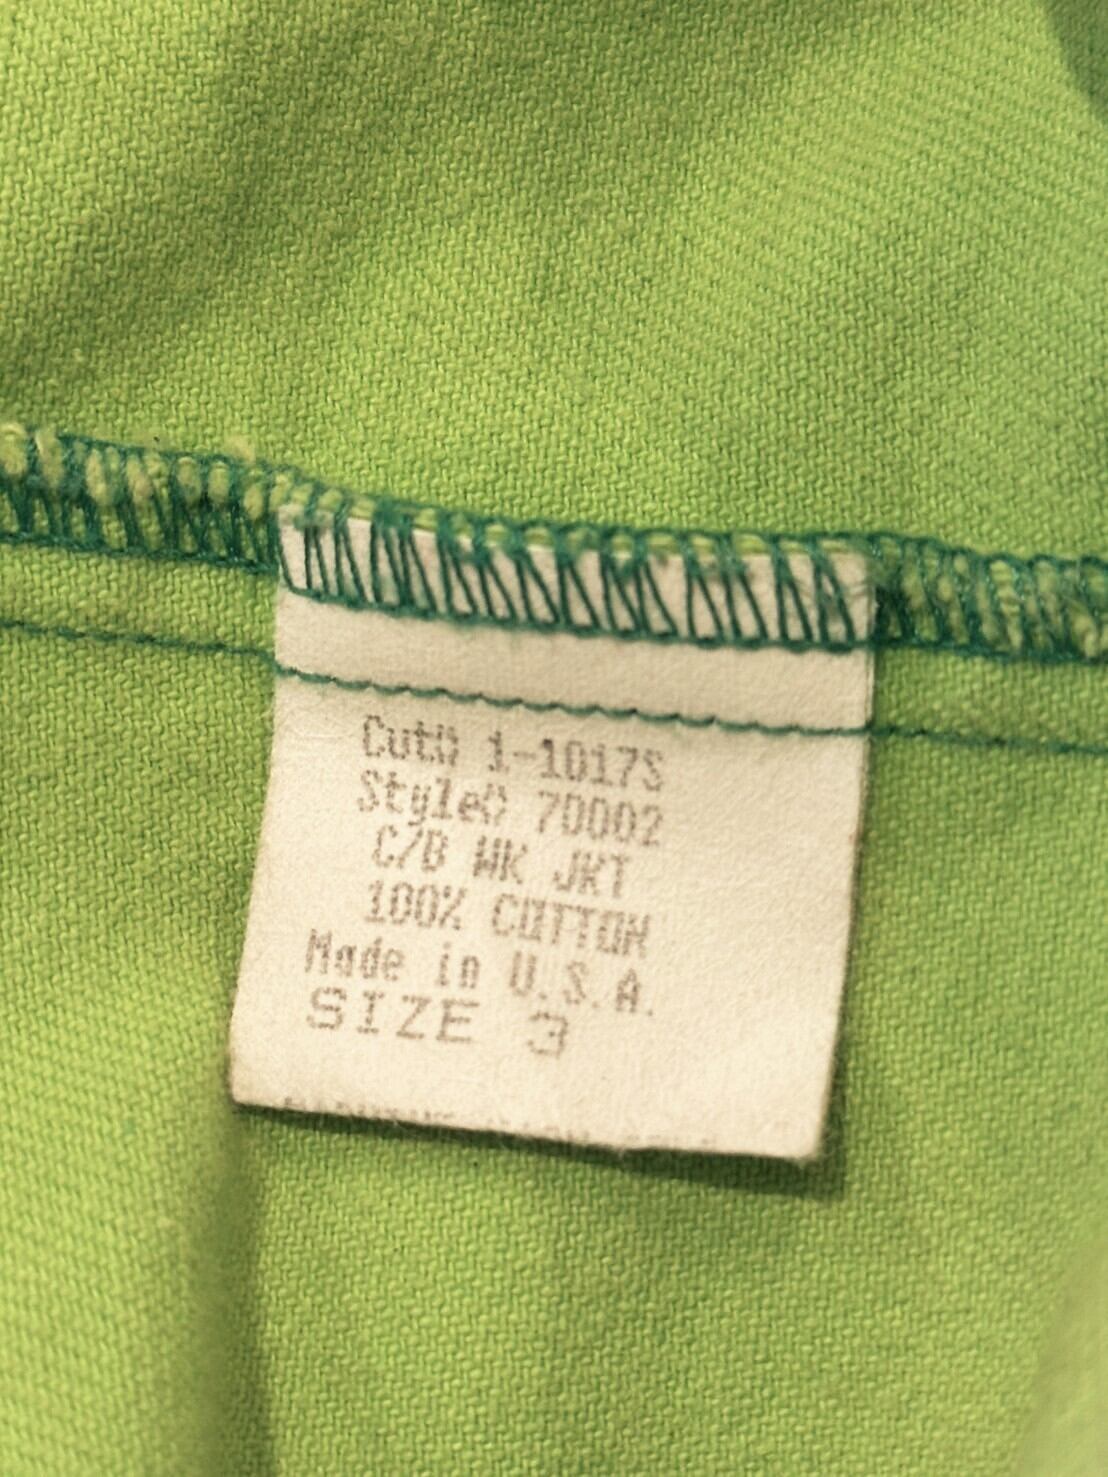 Cut# 1-1017S
Style# 70002
C/B WK JKT
100% COTTON
Made in U.S.A.
SIZE 3